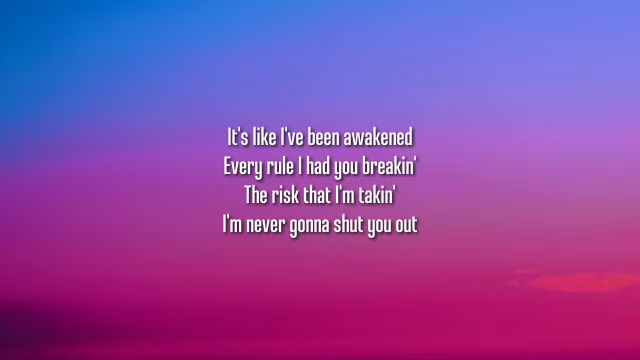 It's like I've been awakened
Every rule I had you breakin'
The risk that I'm takin'
I'm never gonna shut you out